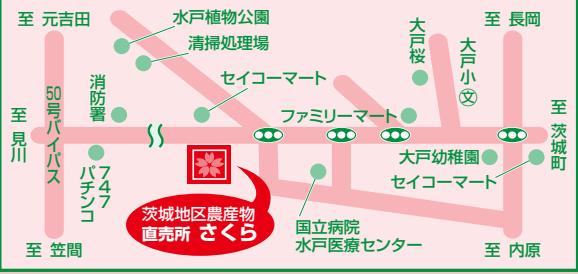 至 元吉田
水戸植物公園
清掃処理場
セイコーマート
大戸桜
大戸小
文
至 長岡
消防署
50号バイパス
至 見川
ファミリーマート
至 茨城町
747
パチンコ
大戸幼稚園
セイコーマート
茨城地区農産物
直売所 さくら
国立病院
水戸医療センター
至 笠間
至 内原